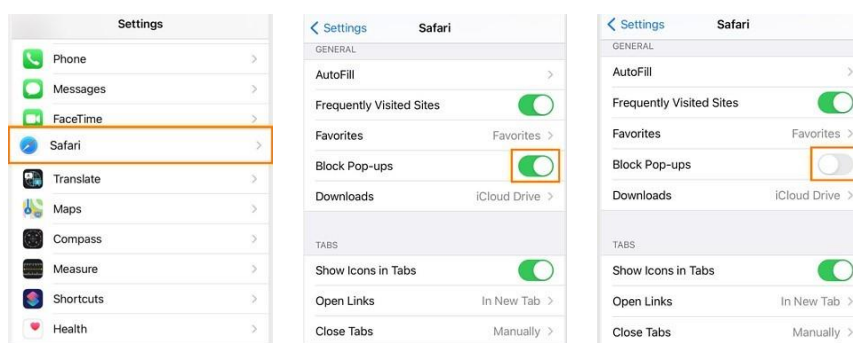 Settings
Phone
Messages
FaceTime
Safari
Translate
Maps
Compass
Measure
Shortcuts
Health
Settings Safari
GENERAL
AutoFill
Frequently Visited Sites
Favorites Favorites
Block Pop-ups
Downloads iCloud Drive
TABS
Show Icons in Tabs
Open Links In New Tab
Close Tabs Manually
Settings Safari
GENERAL
AutoFill
Frequently Visited Sites
Favorites Favorites
Block Pop-ups
Downloads iCloud Drive
TABS
Show Icons in Tabs
Open Links In New Tab
Close Tabs Manually